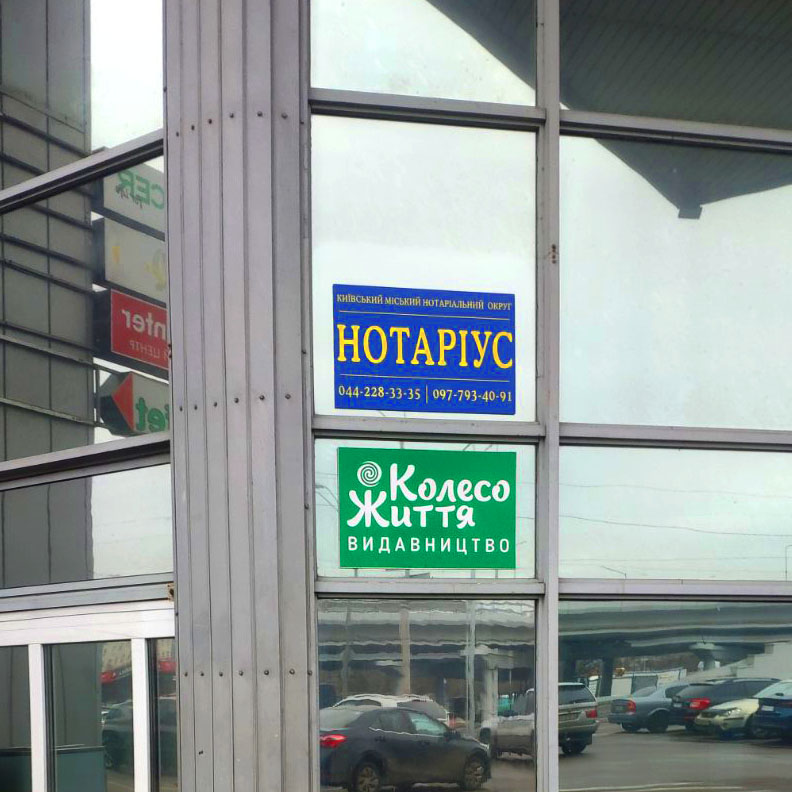 КИЇВСЬКИЙ МІСЬКИЙ НОТАРІАЛЬНИЙ ОКРУГ
НОТАРІУС
044-228-33-35 | 097-793-40-91
Колесо
Життя
ВИДАВНИЦТВО